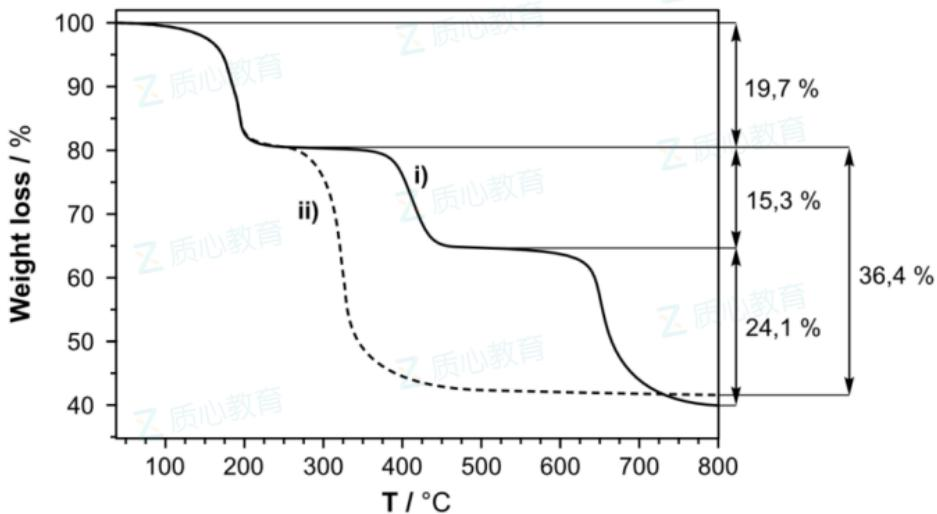 100
90
80
70
60
50
40
Weight loss / %
i)
ii)
19,7 %
15,3 %
24,1 %
36,4 %
100 200 300 400 500 600 700 800
T / °C
质心教育
质心教育
质心教育
质心教育
质心教育
质心教育
质心教育
质心教育